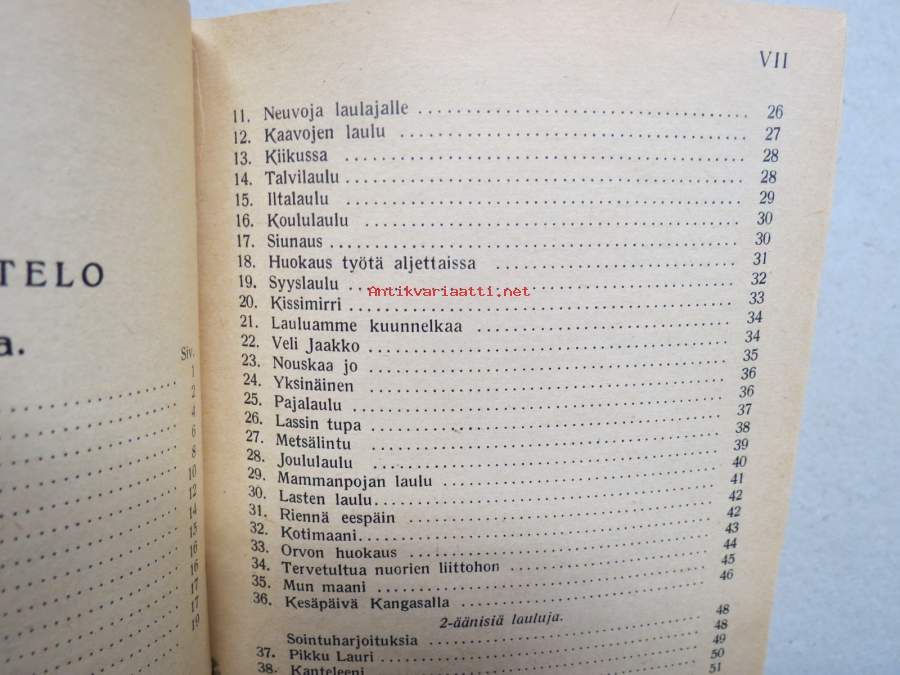 TELO
a.
Siv.
1
2
4
6
8
10
12
14
15
16
16
17
17
19
VII
11. Neuvoja laulajalle 26
12. Kaavojen laulu 27
13. Kiikussa 28
14. Talvilaulu 28
15. Iltalaulu 29
16. Koululaulu 30
17. Siunaus 30
18. Huokaus työtä aljettaissa 31
19. Syyslaulu 32
Antikvariaatti.net
20. Kissimirri 33
21. Lauluamme kuunnelkaa 34
22. Veli Jaakko 34
23. Nouskaa jo 35
24. Yksinäinen 36
25. Pajalaulu 36
26. Lassin tupa 37
27. Metsälintu 38
28. Joululaulu 39
29. Mammanpojan laulu 40
30. Lasten laulu 41
31. Riennä eespäin 42
32. Kotimaani 42
33. Orvon huokaus 43
34. Tervetultua nuorien liittohon 44
35. Mun maani 45
36. Kesäpäivä Kangasalla 46
2-äänisiä lauluja.
Sointuharjoituksia 48
37. Pikku Lauri 48
38. Kanteleeni 49
50
51